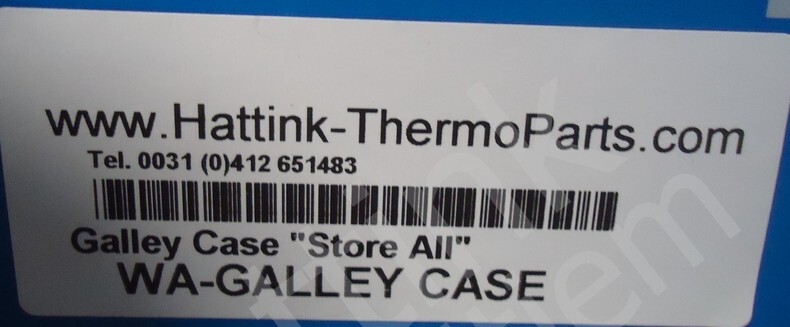 www.Hattink-ThermoParts.com
Tel. 0031 (0)412 651483
Galley Case "Store All"
WA-GALLEY CASE